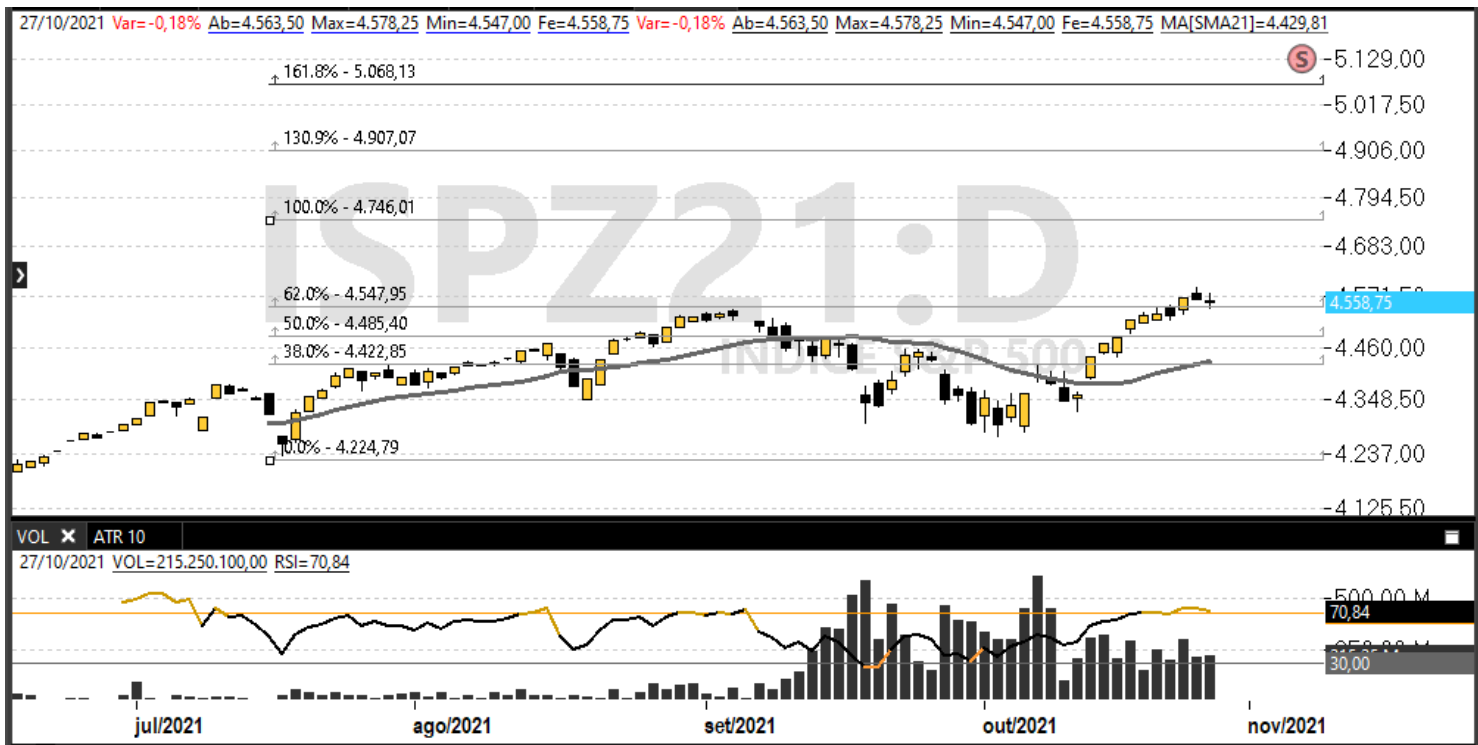 27/10/2021 Var=-0,18% Ab=4.563,50 Max=4.578,25 Min=4.547,00 Fe=4.558,75 Var=-0,18% Ab=4.563,50 Max=4.578,25 Min=4.547,00 Fe=4.558,75 MA[SMA21]=4.429,81
S
5.129,00
161.8% - 5.068,13
5.017,50
130.9% - 4.907,07
4.906,00
ISPZ21:D
4.794,50
100.0% - 4.746,01
4.683,00
62.0% - 4.547,95
4.558,75
50.0% - 4.485,40
INDICE S&P 500
4.460,00
38.0% - 4.422,85
4.348,50
0.0% - 4.224,79
4.237,00
4.125,50
VOL ATR 10
27/10/2021 VOL=215.250.100,00 RSI=70,84
500,00 M
70,84
30,00
jul/2021 ago/2021 set/2021 out/2021 nov/2021